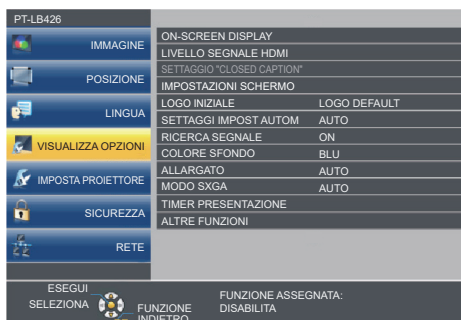 PT-LB426
IMMAGINE
POSIZIONE
LINGUA
VISUALIZZA OPZIONI
IMPOSTA PROIETTORE
SICUREZZA
RETE
ON-SCREEN DISPLAY
LIVELLO SEGNALE HDMI
SETTAGGIO "CLOSED CAPTION"
IMPOSTAZIONI SCHERMO
LOGO INIZIALE LOGO DEFAULT
SETTAGGI IMPOST AUTOM AUTO
RICERCA SEGNALE ON
COLORE SFONDO BLU
ALLARGATO AUTO
MODO SXGA AUTO
TIMER PRESENTAZIONE
ALTRE FUNZIONI
ESEGUI
SELEZIONA
FUNZIONE
INDIETRO
FUNZIONE ASSEGNATA:
DISABILITA